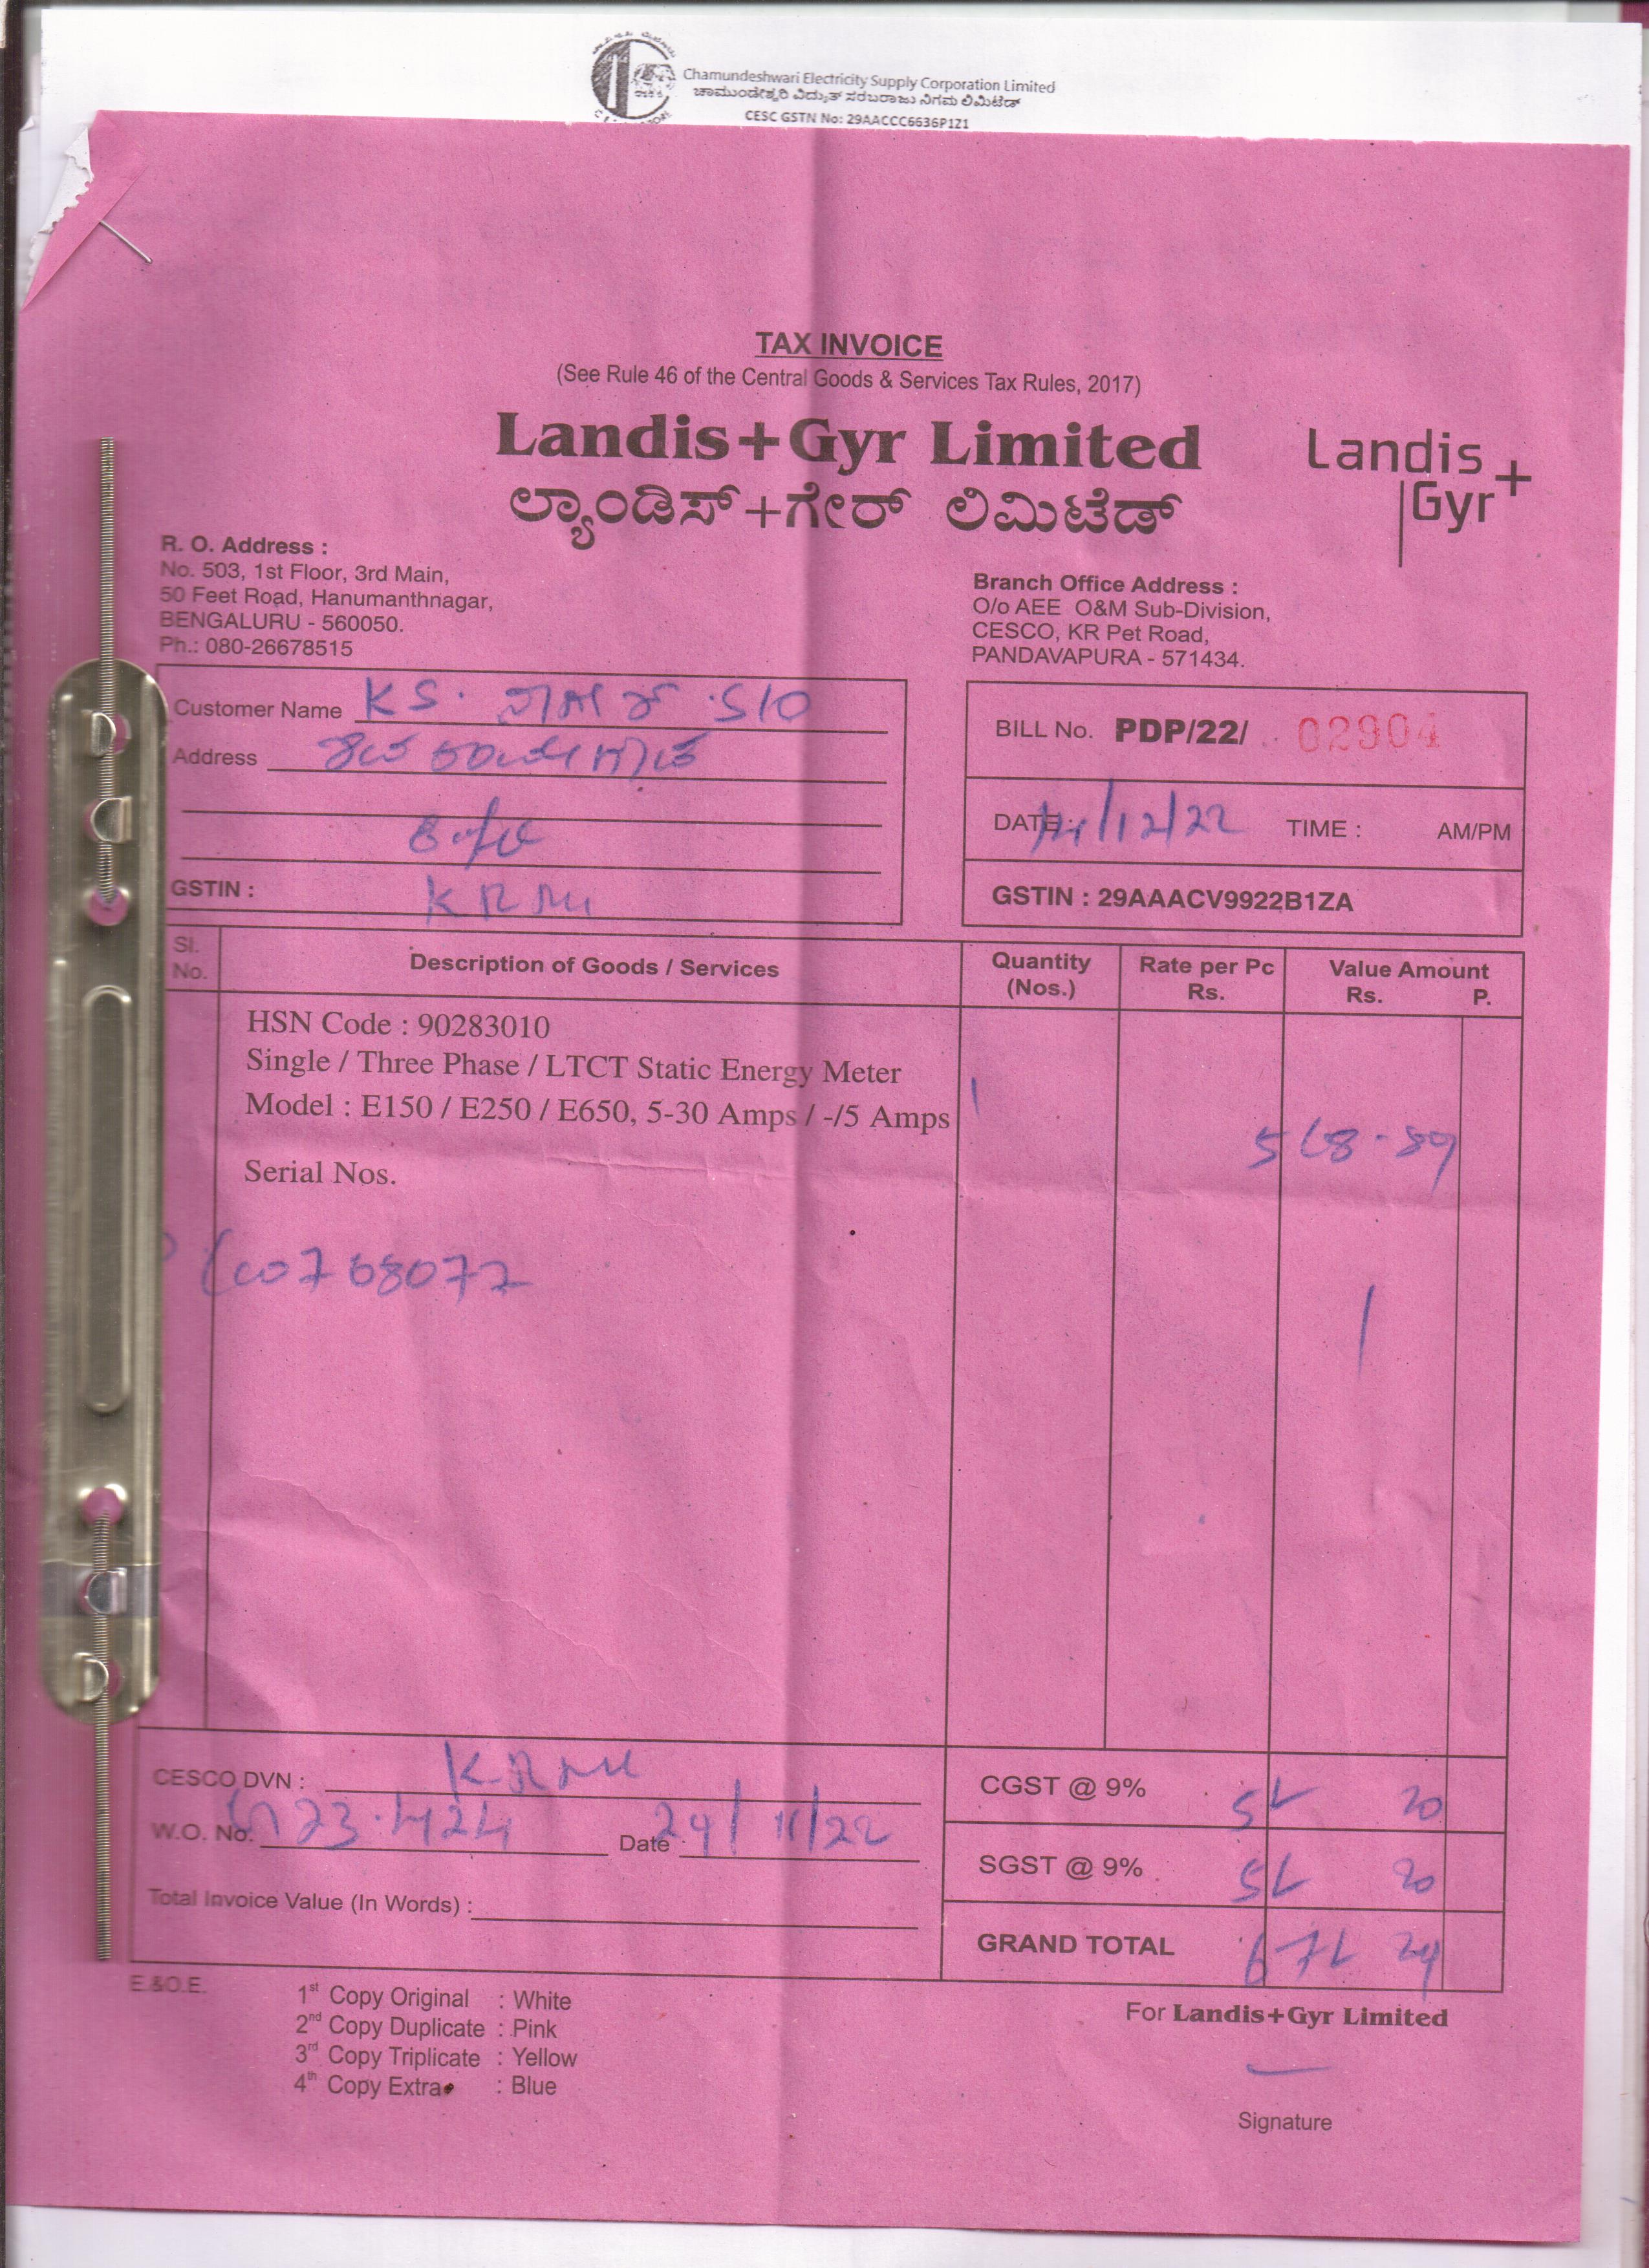 Chamundeshwari Electricity Supply Corporation Limited
ಚಾಮುಂಡೇಶ್ವರಿ ವಿದ್ಯುತ್ ಸರಬರಾಜು ನಿಗಮ ಲಿಮಿಟೆಡ್
CESC GSTN No: 29AACCC6636P1Z1
TAX INVOICE
(See Rule 46 of the Central Goods & Services Tax Rules, 2017)
Landis+Gyr Limited
Landis
Gyr+
ಲ್ಯಾಂಡಿಸ್+ಗೇರ್ ಲಿಮಿಟೆಡ್
R. O. Address :
No. 503, 1st Floor, 3rd Main,
50 Feet Road, Hanumanthnagar,
BENGALURU - 560050.
Ph.: 080-26678515
Branch Office Address :
O/o AEE O&M Sub-Division,
CESCO, KR Pet Road,
PANDAVAPURA - 571434.
Customer Name KS. S/O
Address
GSTIN :
BILL No. PDP/22/ 02904
DATE : 14/12/22 TIME : AM/PM
GSTIN : 29AAACV9922B1ZA
Sl. No. Description of Goods / Services Quantity (Nos.) Rate per Pc Rs. Value Amount Rs. P.
HSN Code : 90283010
Single / Three Phase / LTCT Static Energy Meter
Model : E150 / E250 / E650, 5-30 Amps / -/5 Amps 1
Serial Nos.
CESCO DVN :
W.O. No. Date 24/11/22
Total Invoice Value (In Words) :
CGST @ 9% 20
SGST @ 9% 20
GRAND TOTAL 24
E.&O.E.
1st Copy Original : White
2nd Copy Duplicate : Pink
3rd Copy Triplicate : Yellow
4th Copy Extra : Blue
For Landis+Gyr Limited
Signature